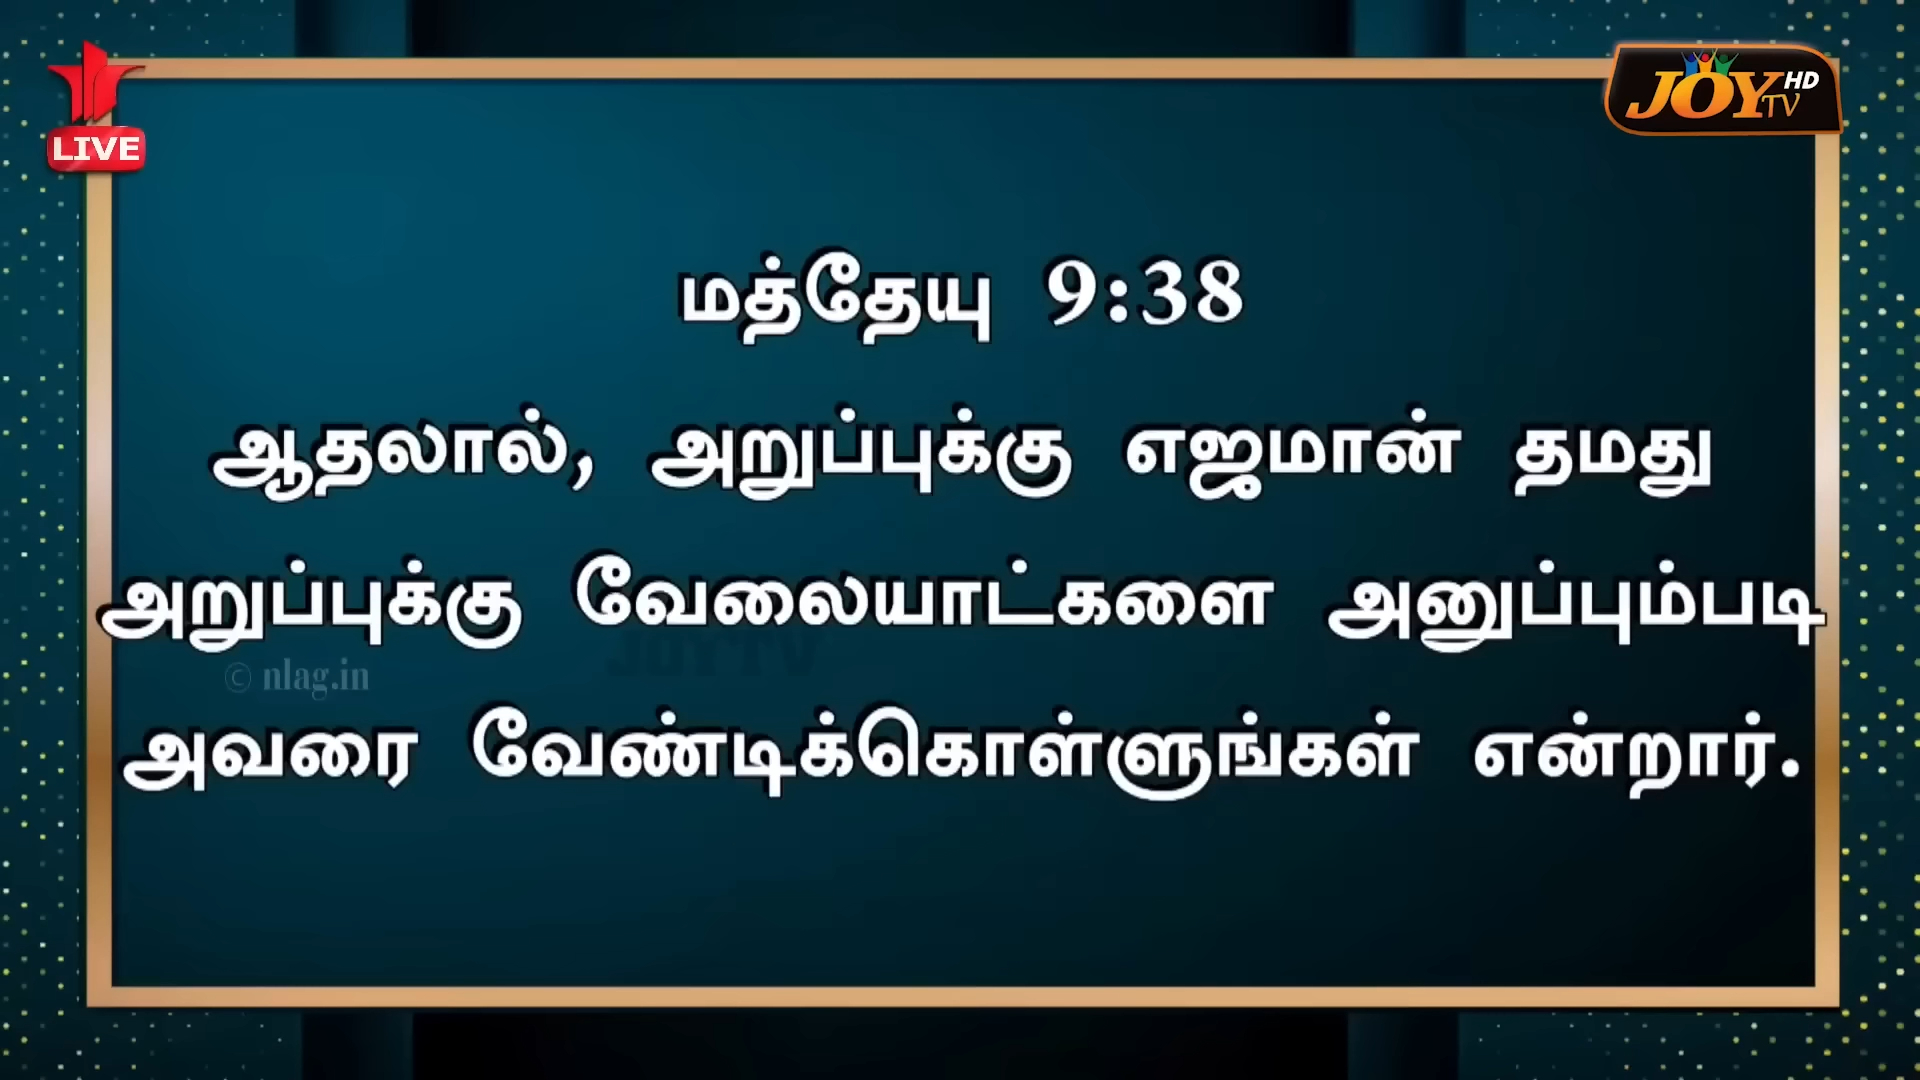 LIVE
JOY TV HD
மத்தேயு 9:38
ஆதலால், அறுப்புக்கு எஜமான் தமது
அறுப்புக்கு வேலையாட்களை அனுப்பும்படி
JOYTV
© nlag.in
அவரை வேண்டிக்கொள்ளுங்கள் என்றார்.